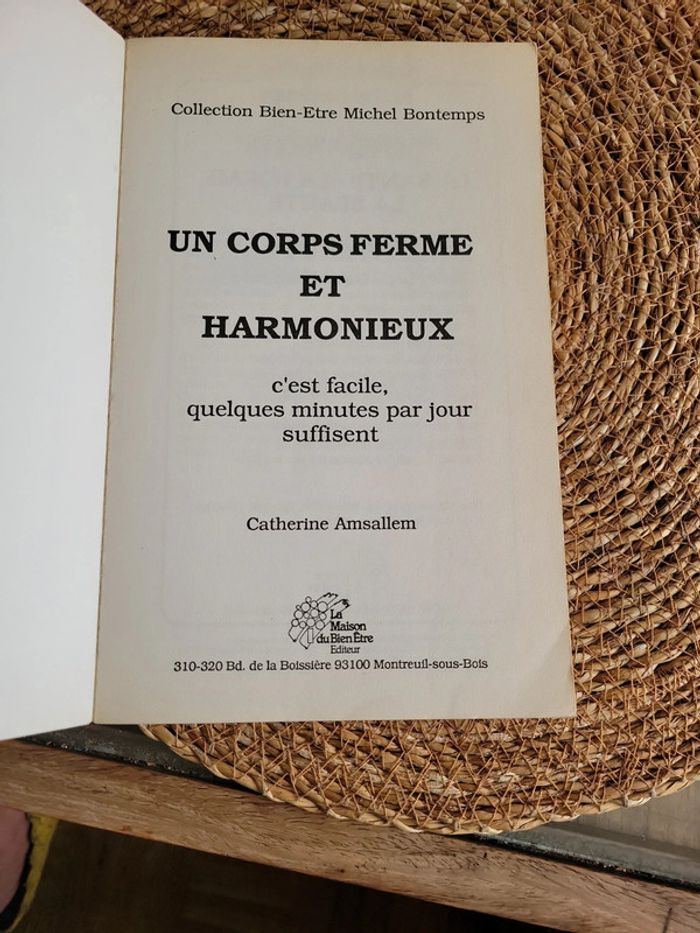 Collection Bien-Etre Michel Bontemps
UN CORPS FERME
ET
HARMONIEUX
c'est facile,
quelques minutes par jour
suffisent
Catherine Amsallem
La
Maison
du Bien Être
Editeur
310-320 Bd. de la Boissière 93100 Montreuil-sous-Bois